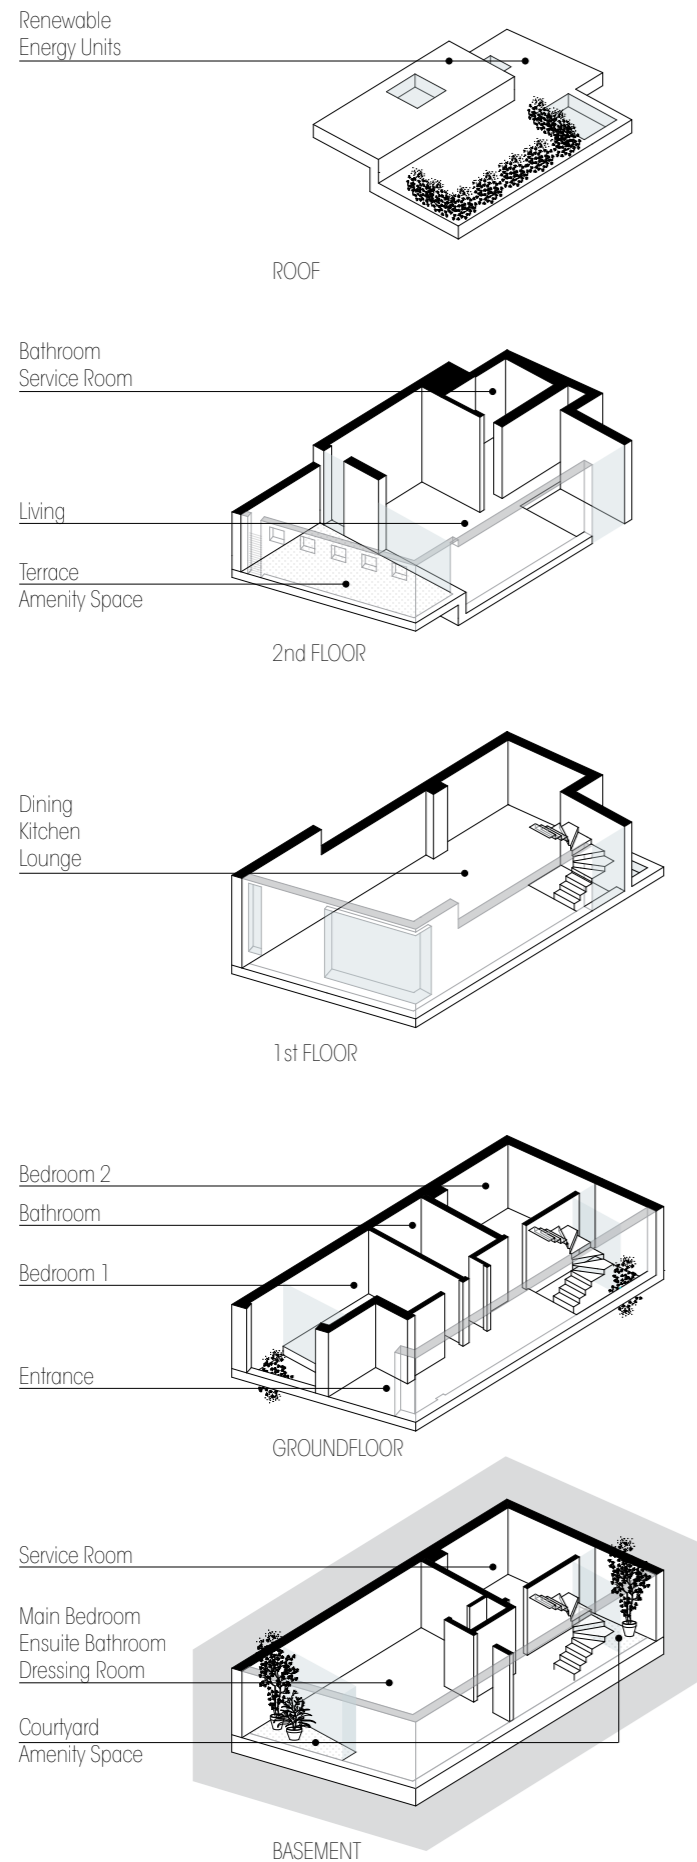 Renewable
Energy Units
ROOF
Bathroom
Service Room
Living
Terrace
Amenity Space
2nd FLOOR
Dining
Kitchen
Lounge
1st FLOOR
Bedroom 2
Bathroom
Bedroom 1
Entrance
GROUNDFLOOR
Service Room
Main Bedroom
Ensuite Bathroom
Dressing Room
Courtyard
Amenity Space
BASEMENT